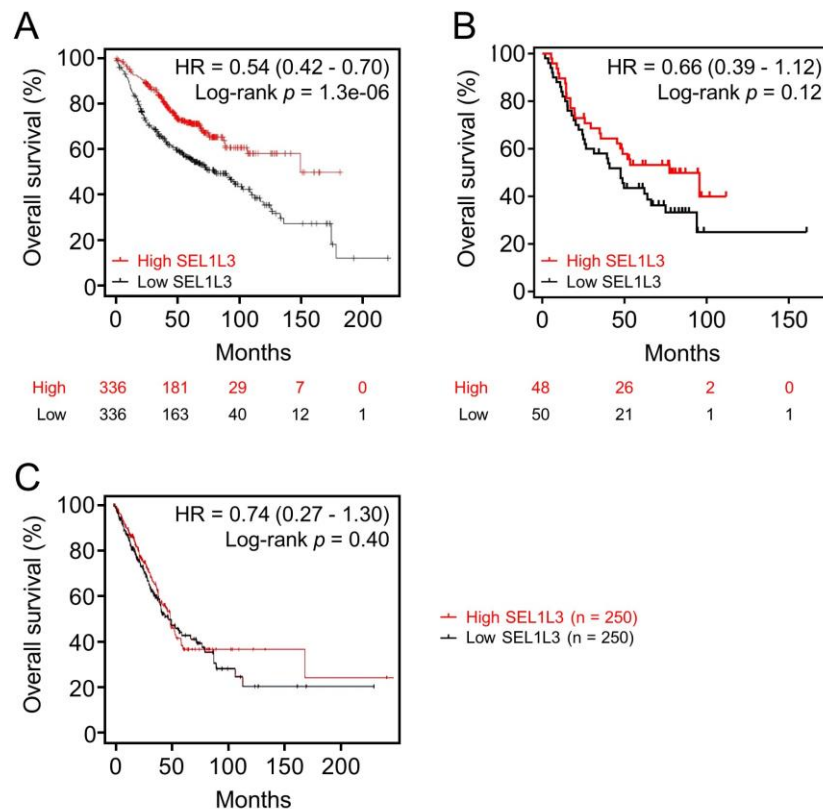 A
Overall survival (%)
100
80
60
40
20
0
HR = 0.54 (0.42 - 0.70)
Log-rank p = 1.3e-06
High SEL1L3
Low SEL1L3
0 50 100 150 200
Months
High 336 181 29 7 0
Low 336 163 40 12 1
B
Overall survival (%)
100
80
60
40
20
0
HR = 0.66 (0.39 - 1.12)
Log-rank p = 0.12
High SEL1L3
Low SEL1L3
0 50 100 150
Months
High 48 26 2 0
Low 50 21 1 1
C
Overall survival (%)
100
80
60
40
20
0
HR = 0.74 (0.27 - 1.30)
Log-rank p = 0.40
0 50 100 150 200
Months
High SEL1L3 (n = 250)
Low SEL1L3 (n = 250)